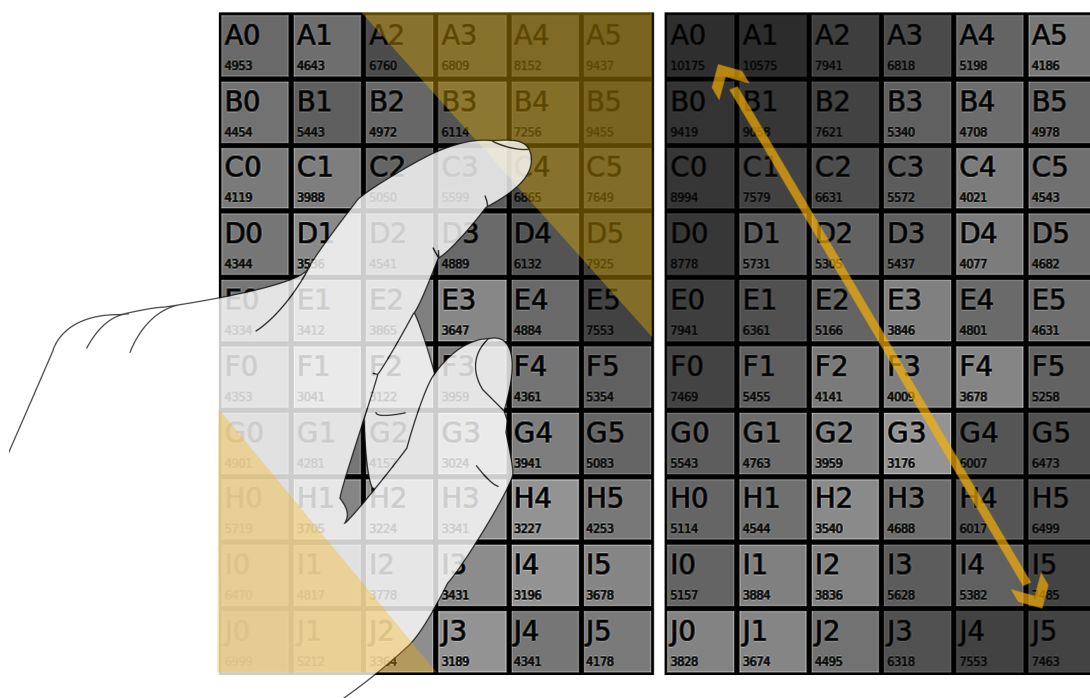 A0 A1 A2 A3 A4 A5 A0 A1 A2 A3 A4 A5
4953 4643 6760 6809 8152 9437 10175 10575 7941 6818 5198 4186
B0 B1 B2 B3 B4 B5 B0 B1 B2 B3 B4 B5
4454 5443 4972 6114 7256 9455 9419 7621 5340 4708 4978
C0 C1 C2 C3 C4 C5 C0 C1 C2 C3 C4 C5
4119 3988 5050 5599 6865 7649 8994 7579 6631 5572 4021 4543
D0 D1 D2 D3 D4 D5 D0 D1 D2 D3 D4 D5
4344 4541 4889 6132 7925 8778 5731 5437 4077 4682
E0 E1 E2 E3 E4 E5 E0 E1 E2 E3 E4 E5
4334 3412 3865 3647 4884 7553 7941 6361 5166 3846 4801 4631
F0 F1 F2 F3 F4 F5 F0 F1 F2 F3 F4 F5
4353 3041 3122 3959 4361 5354 7469 5455 4141 4009 3678 5258
G0 G1 G2 G3 G4 G5 G0 G1 G2 G3 G4 G5
4901 4281 3024 3941 5083 5543 4763 3959 3176 6007 6473
H0 H1 H2 H3 H4 H5 H0 H1 H2 H3 H4 H5
5719 3705 3224 3341 3227 4253 5114 4544 3540 4688 6017 6499
I0 I1 I2 I3 I4 I5 I0 I1 I2 I3 I4 I5
6470 4817 3778 3431 3196 3678 5157 3884 3836 5628 5382
J0 J1 J2 J3 J4 J5 J0 J1 J2 J3 J4 J5
6999 5212 3364 3189 4341 4178 3828 3674 4495 6318 7553 7463